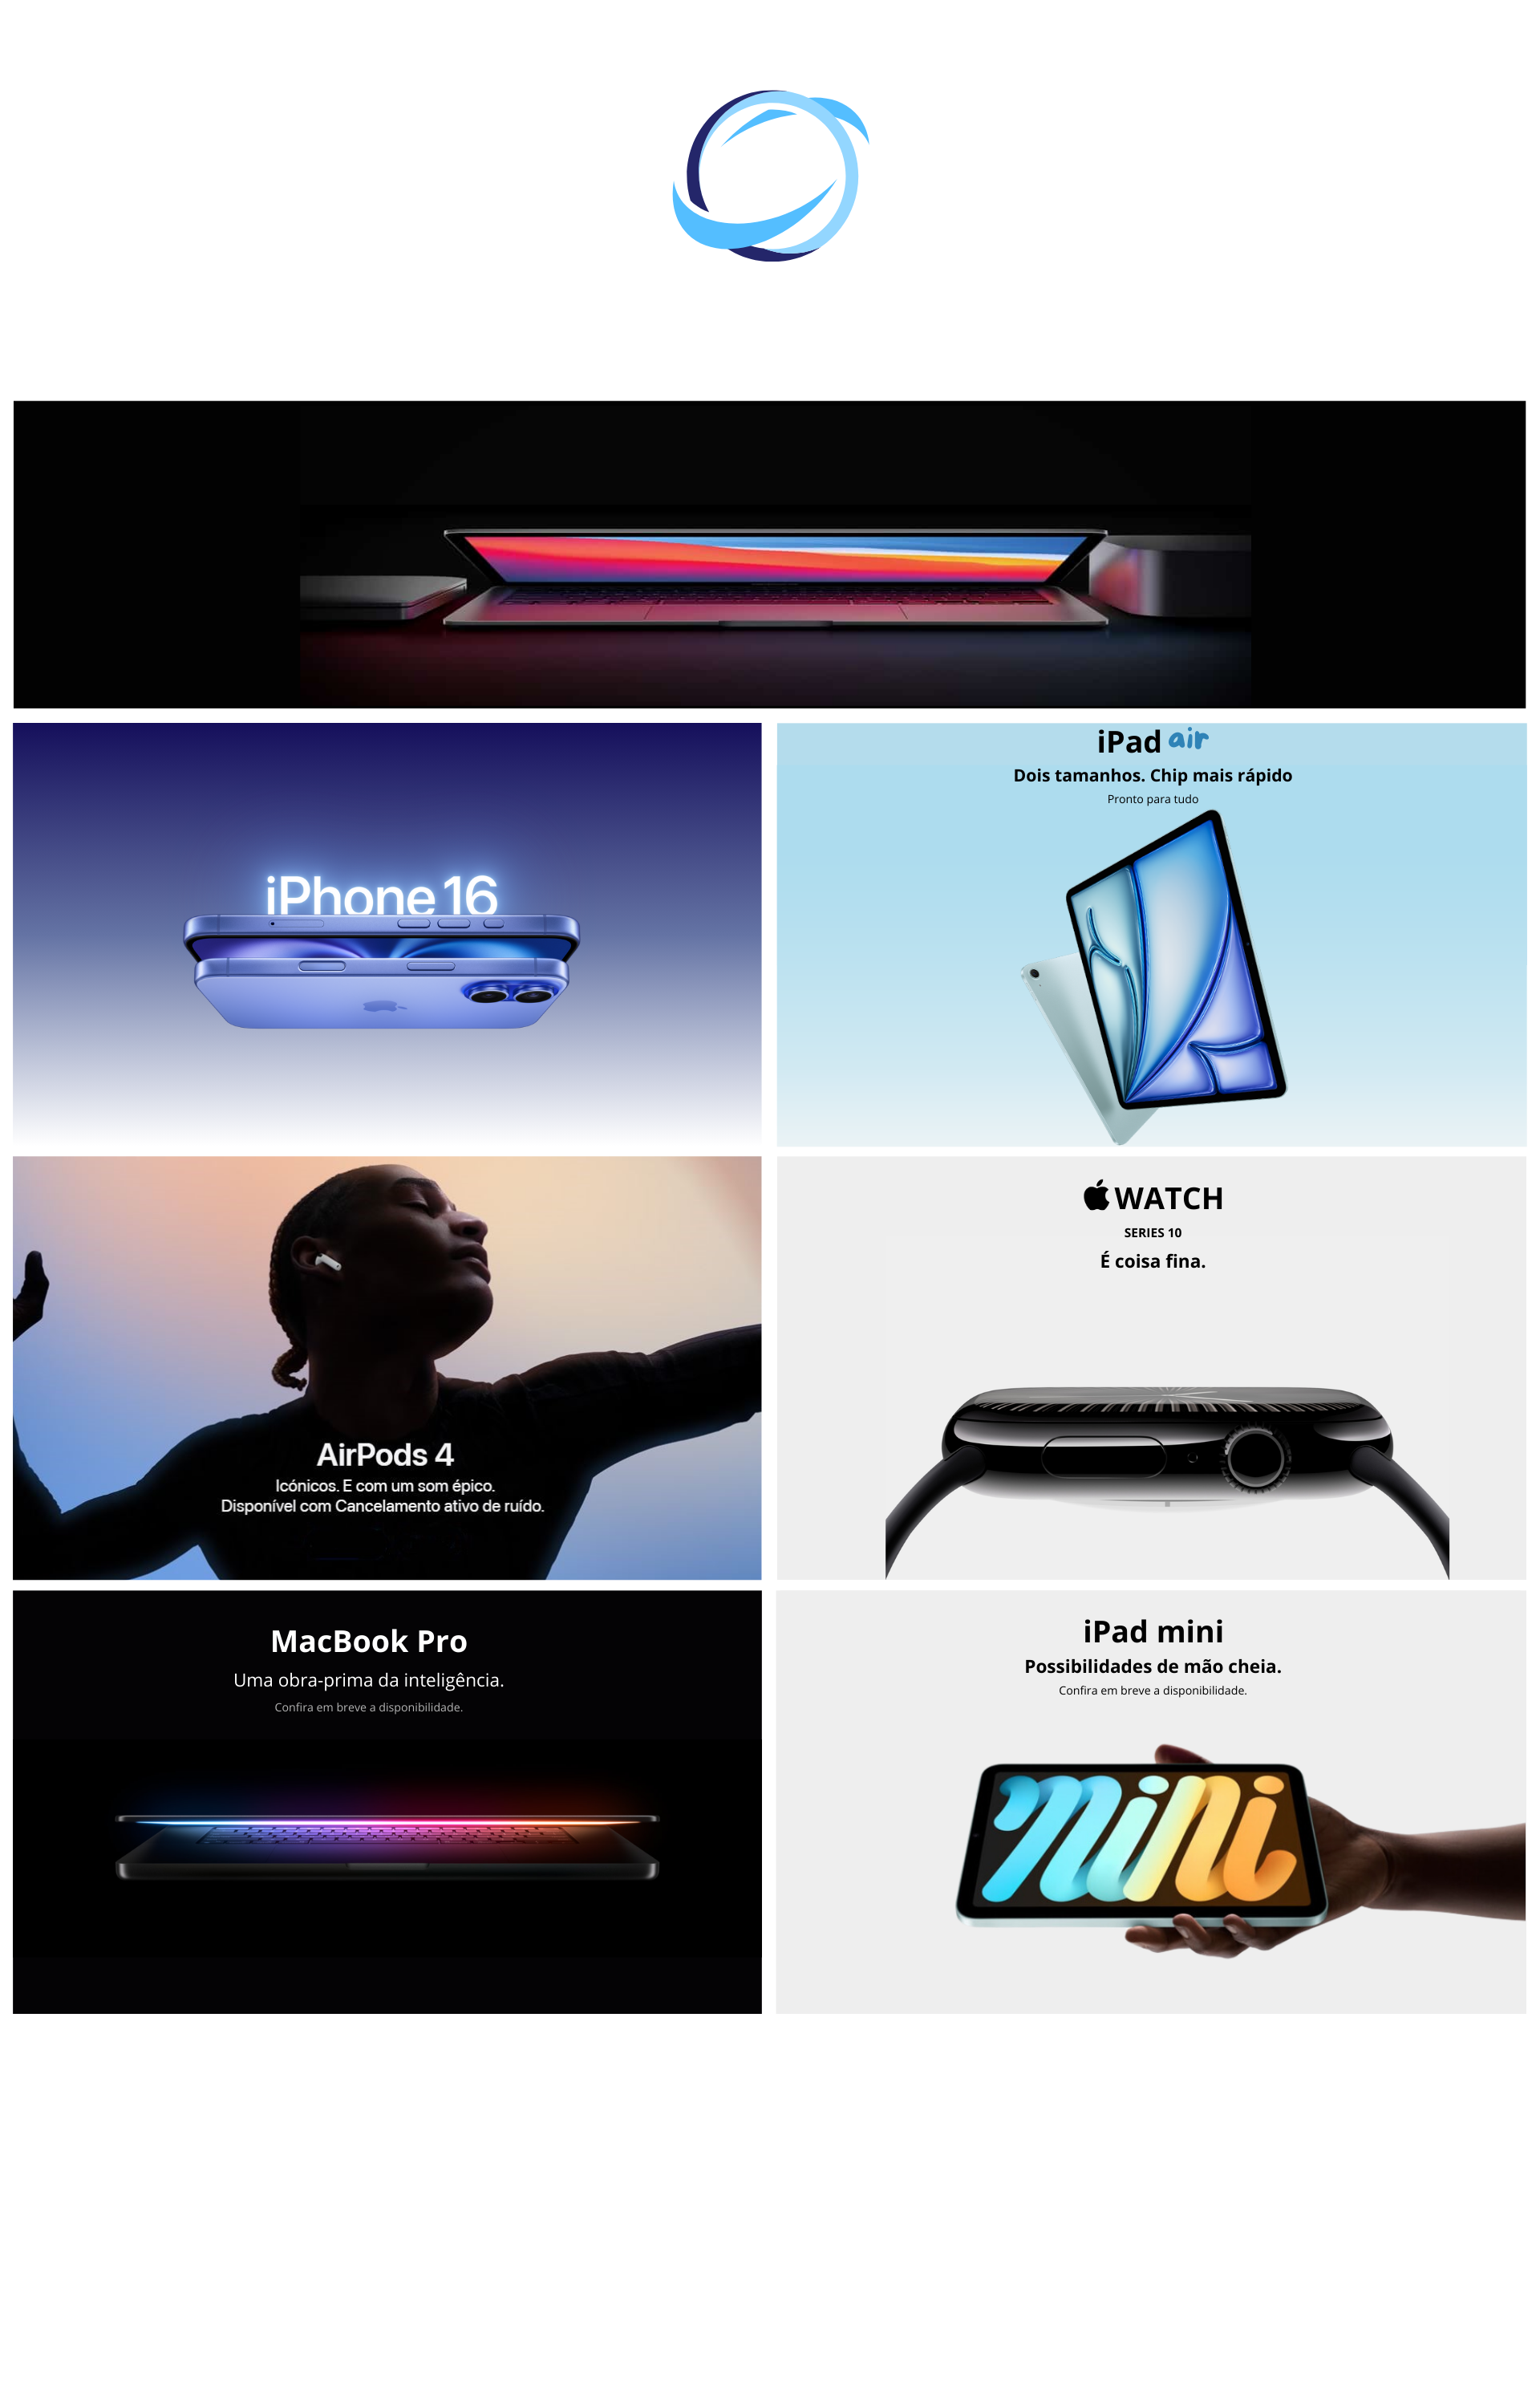 iPhone 16
iPad air
Dois tamanhos. Chip mais rápido
Pronto para tudo
AirPods 4
Icónicos. E com um som épico.
Disponível com Cancelamento ativo de ruído.
WATCH
SERIES 10
É coisa fina.
MacBook Pro
Uma obra-prima da inteligência.
Confira em breve a disponibilidade.
iPad mini
Possibilidades de mão cheia.
Confira em breve a disponibilidade.
mini